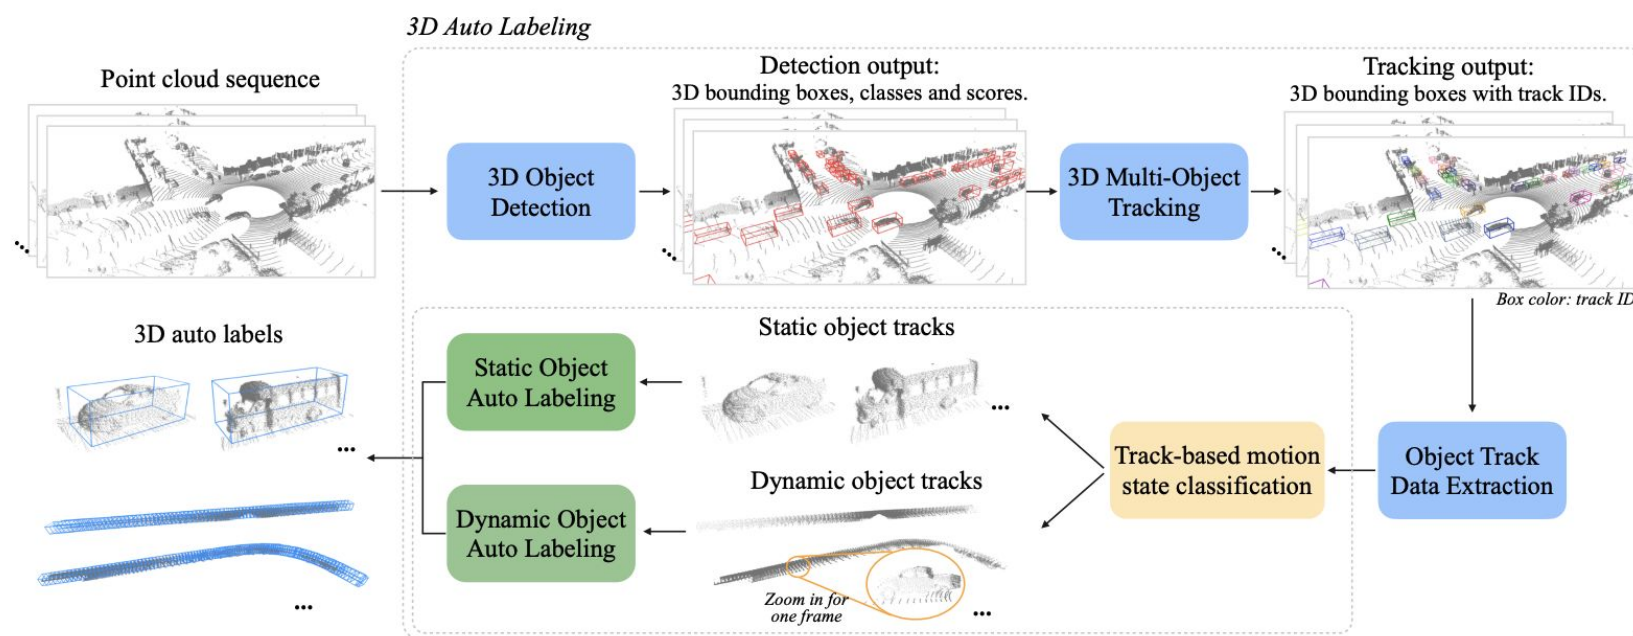 3D Auto Labeling
Point cloud sequence
3D Object
Detection
Detection output:
3D bounding boxes, classes and scores.
3D Multi-Object
Tracking
Tracking output:
3D bounding boxes with track IDs.
Box color: track ID
Object Track
Data Extraction
Track-based motion
state classification
Static object tracks
Dynamic object tracks
Zoom in for
one frame
Static Object
Auto Labeling
Dynamic Object
Auto Labeling
3D auto labels